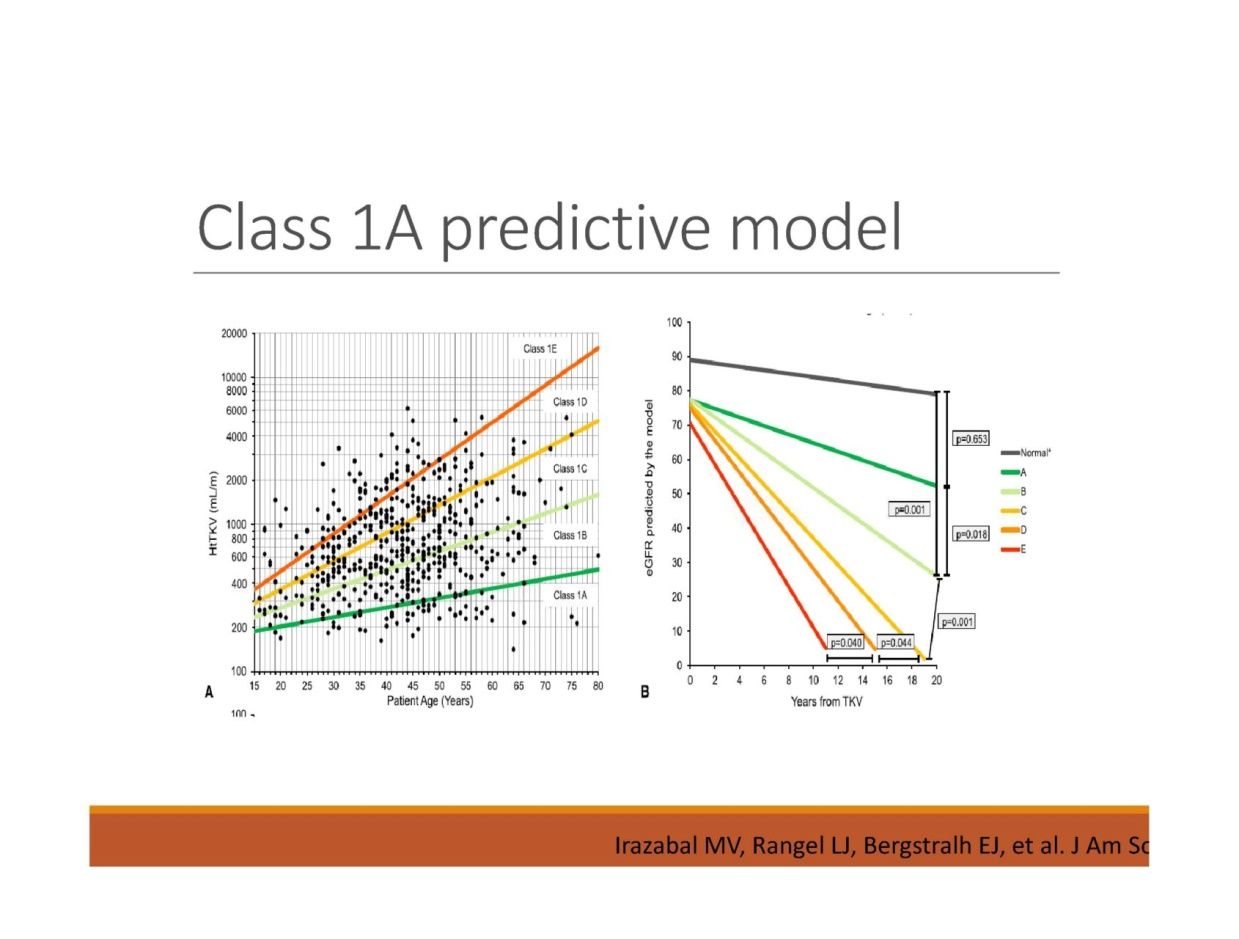 Class 1A predictive model
20000
10000
8000
6000
4000
2000
1000
800
600
400
200
100
HtTKV (mL/m)
Class 1E
Class 1D
Class 1C
Class 1B
Class 1A
15 20 25 30 35 40 45 50 55 60 65 70 75 80
Patient Age (Years)
A
100
100
90
80
70
60
50
40
30
20
10
0
eGFR predicted by the model
p=0.653
p=0.001
p=0.018
p=0.001
p=0.040
p=0.044
Normal*
A
B
C
D
E
0 2 4 6 8 10 12 14 16 18 20
Years from TKV
B
Irazabal MV, Rangel LJ, Bergstralh EJ, et al. J Am